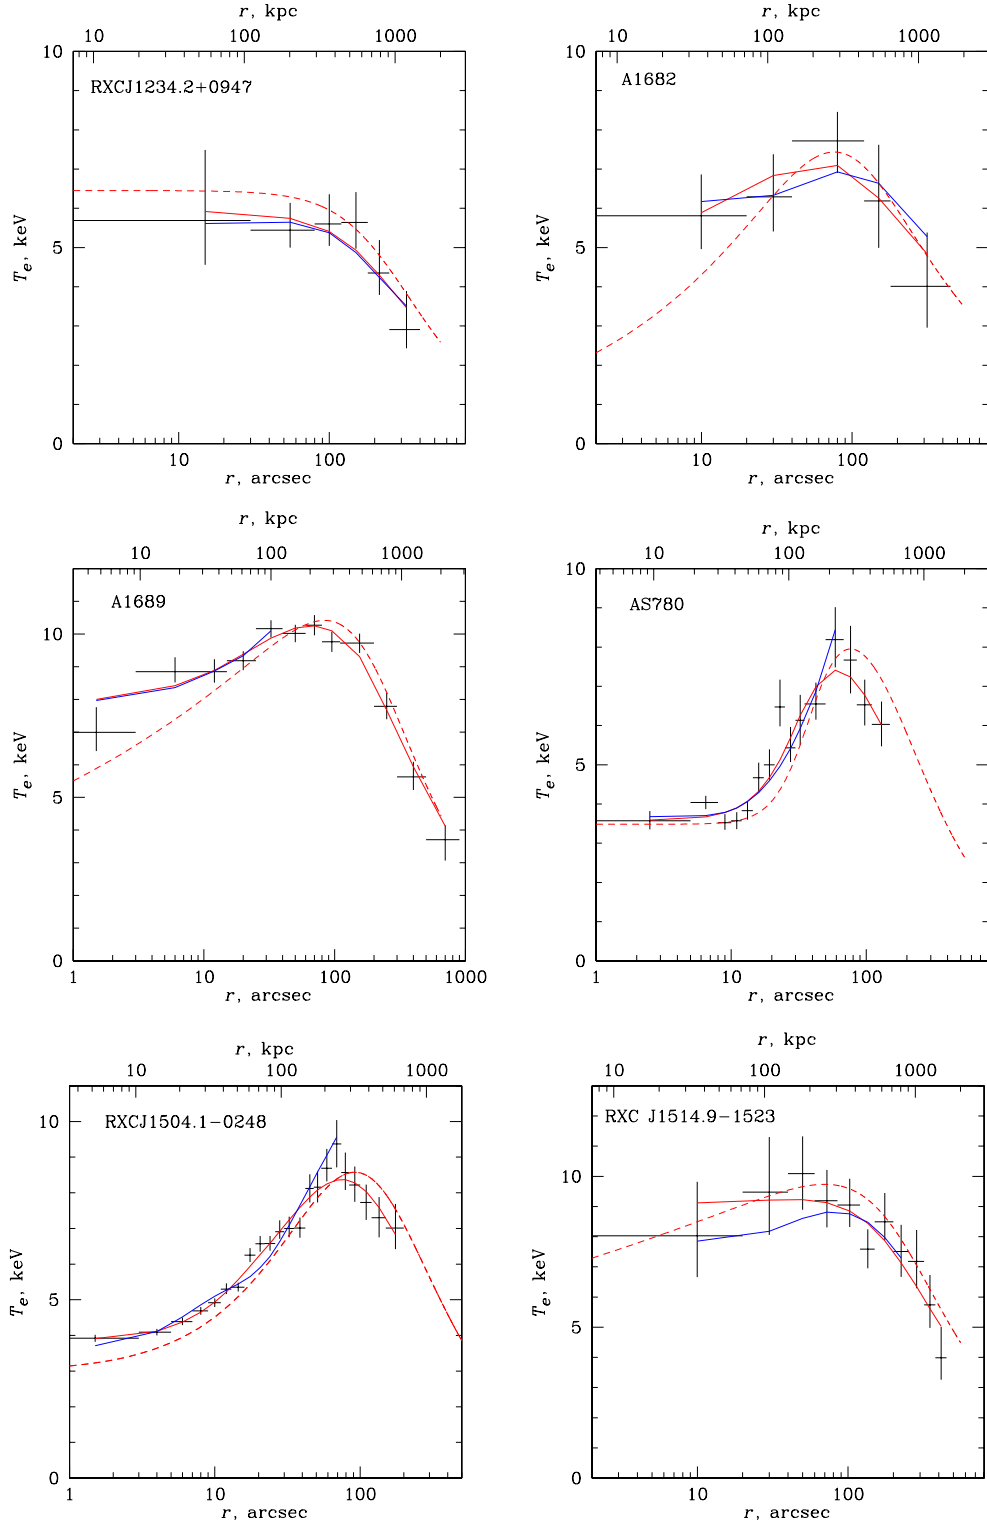 r, kpc
r, kpc
10 100 1000
10 100 1000
10
10
RXCJ1234.2+0947
A1682
5
5
T_e, keV
T_e, keV
0
0
10 100
10 100
r, arcsec
r, arcsec
r, kpc
r, kpc
10 100 1000
10 100 1000
10
A1689
AS780
10
5
5
T_e, keV
T_e, keV
0
0
1 10 100 1000
1 10 100
r, arcsec
r, arcsec
r, kpc
r, kpc
10 100 1000
10 100 1000
RXCJ1504.1−0248
RXC J1514.9−1523
10
10
5
5
T_e, keV
T_e, keV
0
0
1 10 100
10 100
r, arcsec
r, arcsec